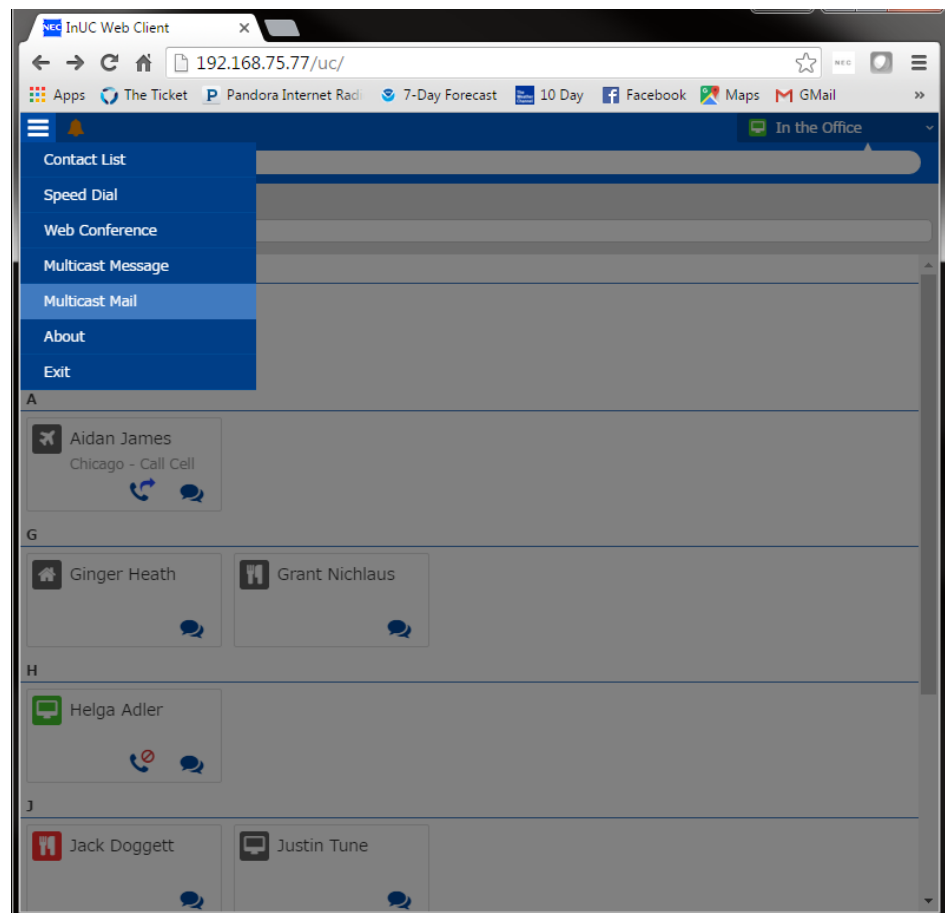 NEC InUC Web Client
192.168.75.77/uc/
NEC
Apps The Ticket P Pandora Internet Radi 7-Day Forecast 10 Day Facebook Maps GMail »
In the Office
Contact List
Speed Dial
Web Conference
Multicast Message
Multicast Mail
About
Exit
A
Aidan James
Chicago - Call Cell
G
Ginger Heath Grant Nichlaus
H
Helga Adler
J
Jack Doggett Justin Tune